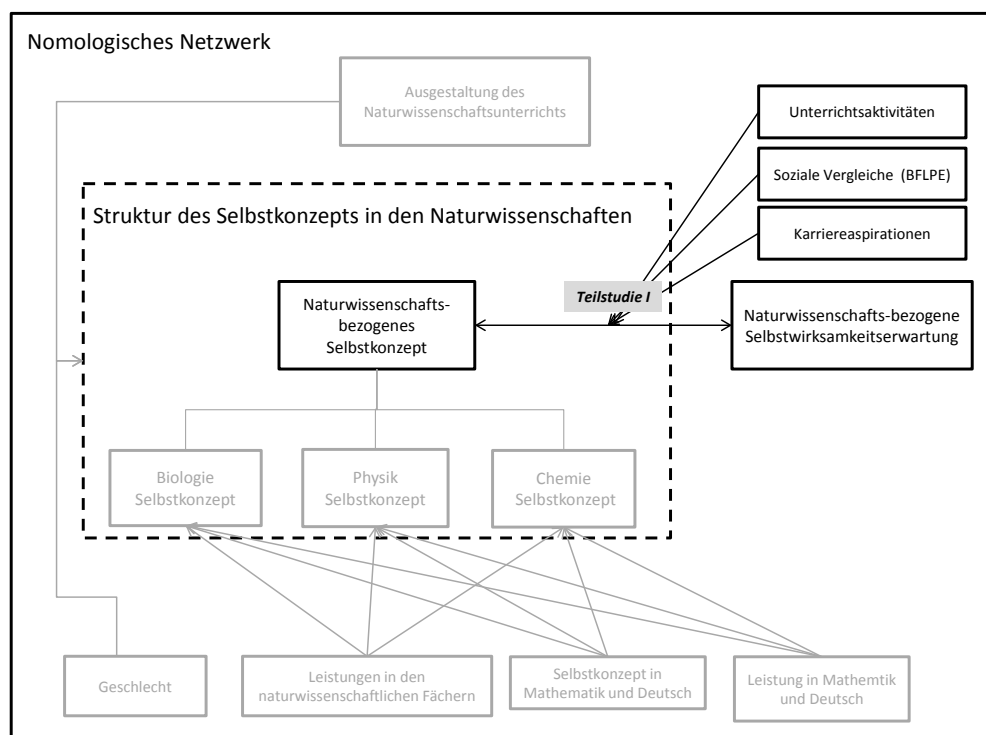 Nomologisches Netzwerk
Ausgestaltung des
Naturwissenschaftsunterrichts
Unterrichtsaktivitäten
Soziale Vergleiche (BFLPE)
Karriereaspirationen
Struktur des Selbstkonzepts in den Naturwissenschaften
Teilstudie I
Naturwissenschafts-
bezogenes
Selbstkonzept
Naturwissenschafts-bezogene
Selbstwirksamkeitserwartung
Biologie
Selbstkonzept
Physik
Selbstkonzept
Chemie
Selbstkonzept
Geschlecht
Leistungen in den
naturwissenschaftlichen Fächern
Selbstkonzept in
Mathematik und Deutsch
Leistung in Mathemtik
und Deutsch